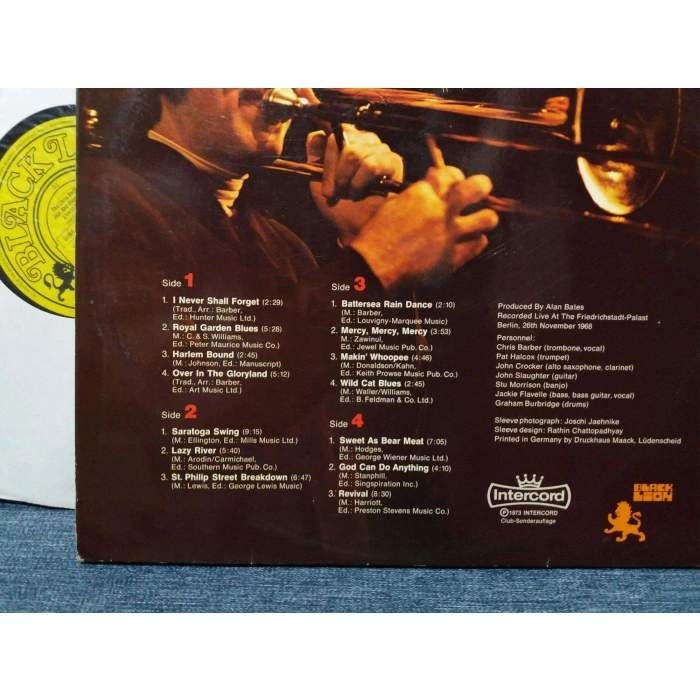 BLACK L
Side 1
1. I Never Shall Forget (2:29)
(Trad., Arr.: Barber,
Ed.: Hunter Music Ltd.)
2. Royal Garden Blues (5:28)
(M.: C. & S. Williams,
Ed.: Peter Maurice Music Co.)
3. Harlem Bound (2:45)
(M.: Johnson, Ed.: Manuscript)
4. Over In The Gloryland (5:12)
(Trad., Arr.: Barber,
Ed.: Art Music Ltd.)
Side 2
1. Saratoga Swing (9:15)
(M.: Ellington, Ed.: Mills Music Ltd.)
2. Lazy River (5:40)
(M.: Arodin/Carmichael,
Ed.: Southern Music Pub. Co.)
3. St. Philip Street Breakdown (6:47)
(M.: Lewis, Ed.: George Lewis Music)
Side 3
1. Battersea Rain Dance (2:10)
(M.: Barber,
Ed.: Louvigny-Marquee Music)
2. Mercy, Mercy, Mercy (3:53)
(M.: Zawinul,
Ed.: Jewel Music Pub. Co.)
3. Makin' Whoopee (4:46)
(M.: Donaldson/Kahn,
Ed.: Keith Prowse Music Pub. Co.)
4. Wild Cat Blues (2:45)
(M.: Waller/Williams,
Ed.: B. Feldman & Co. Ltd.)
Side 4
1. Sweet As Bear Meat (7:05)
(M.: Hodges,
Ed.: George Wiener Music Ltd.)
2. God Can Do Anything (4:10)
(M.: Stanphill,
Ed.: Singspiration Inc.)
3. Revival (8:30)
(M.: Harriott,
Ed.: Preston Stevens Music Co.)
Produced By Alan Bates
Recorded Live At The Friedrichstadt-Palast
Berlin, 26th November 1968
Personnel:
Chris Barber (trombone, vocal)
Pat Halcox (trumpet)
John Crocker (alto saxophone, clarinet)
John Slaughter (guitar)
Stu Morrison (banjo)
Jackie Flavelle (bass, bass guitar, vocal)
Graham Burbridge (drums)
Sleeve photograph: Joschi Jaehnike
Sleeve design: Rathin Chattopadhyay
Printed in Germany by Druckhaus Maack, Lüdenscheid
Intercord
Ⓟ 1973 INTERCORD
Club-Sonderauflage
BLACK
LION